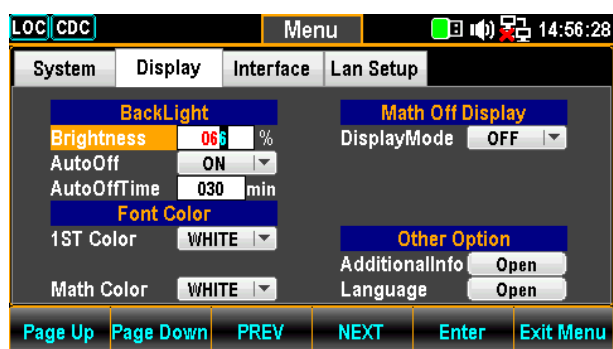 LOC CDC Menu 14:56:28
System Display Interface Lan Setup
BackLight
Brightness 066 %
AutoOff ON
AutoOffTime 030 min
Font Color
1ST Color WHITE
Math Color WHITE
Math Off Display
DisplayMode OFF
Other Option
AdditionalInfo Open
Language Open
Page Up Page Down PREV NEXT Enter Exit Menu